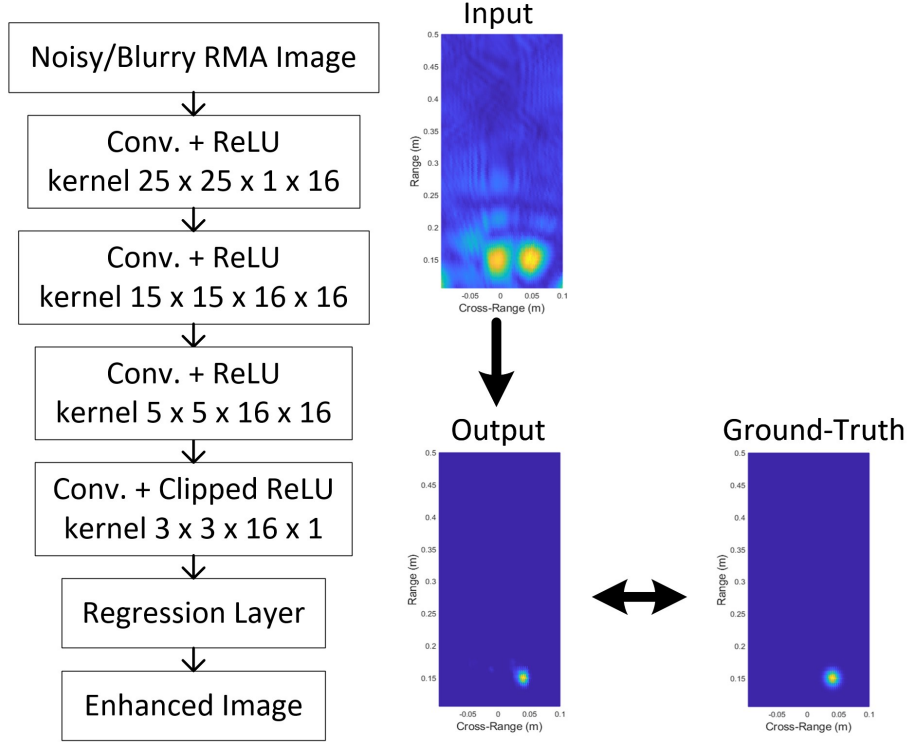 Noisy/Blurry RMA Image
Conv. + ReLU
kernel 25 x 25 x 1 x 16
Conv. + ReLU
kernel 15 x 15 x 16 x 16
Conv. + ReLU
kernel 5 x 5 x 16 x 16
Conv. + Clipped ReLU
kernel 3 x 3 x 16 x 1
Regression Layer
Enhanced Image
Input
0.5
0.45
0.4
0.35
0.3
0.25
0.2
0.15
Range (m)
-0.05 0 0.05 0.1
Cross-Range (m)
Output
0.5
0.45
0.4
0.35
0.3
0.25
0.2
0.15
Range (m)
-0.05 0 0.05 0.1
Cross-Range (m)
Ground-Truth
0.5
0.45
0.4
0.35
0.3
0.25
0.2
0.15
Range (m)
-0.05 0 0.05 0.1
Cross-Range (m)